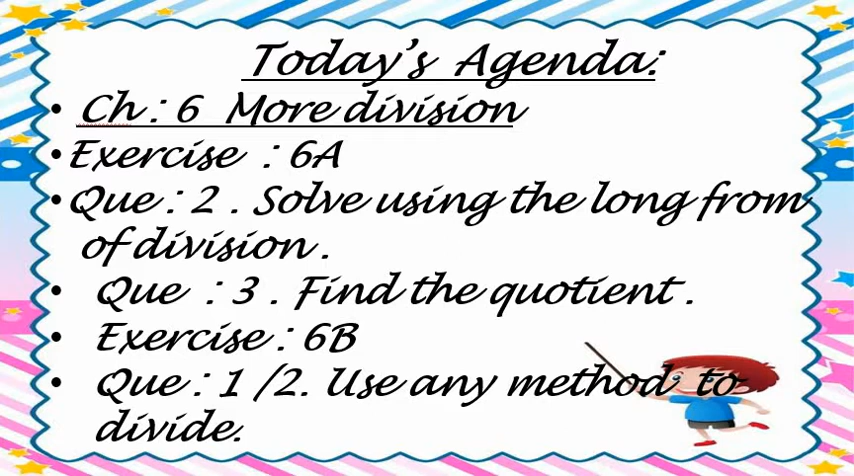 Today's Agenda:
• Ch : 6 More division
• Exercise : 6A
• Que : 2 . Solve using the long from
of division .
• Que : 3 . Find the quotient .
• Exercise : 6B
• Que : 1 /2. Use any method to
divide.